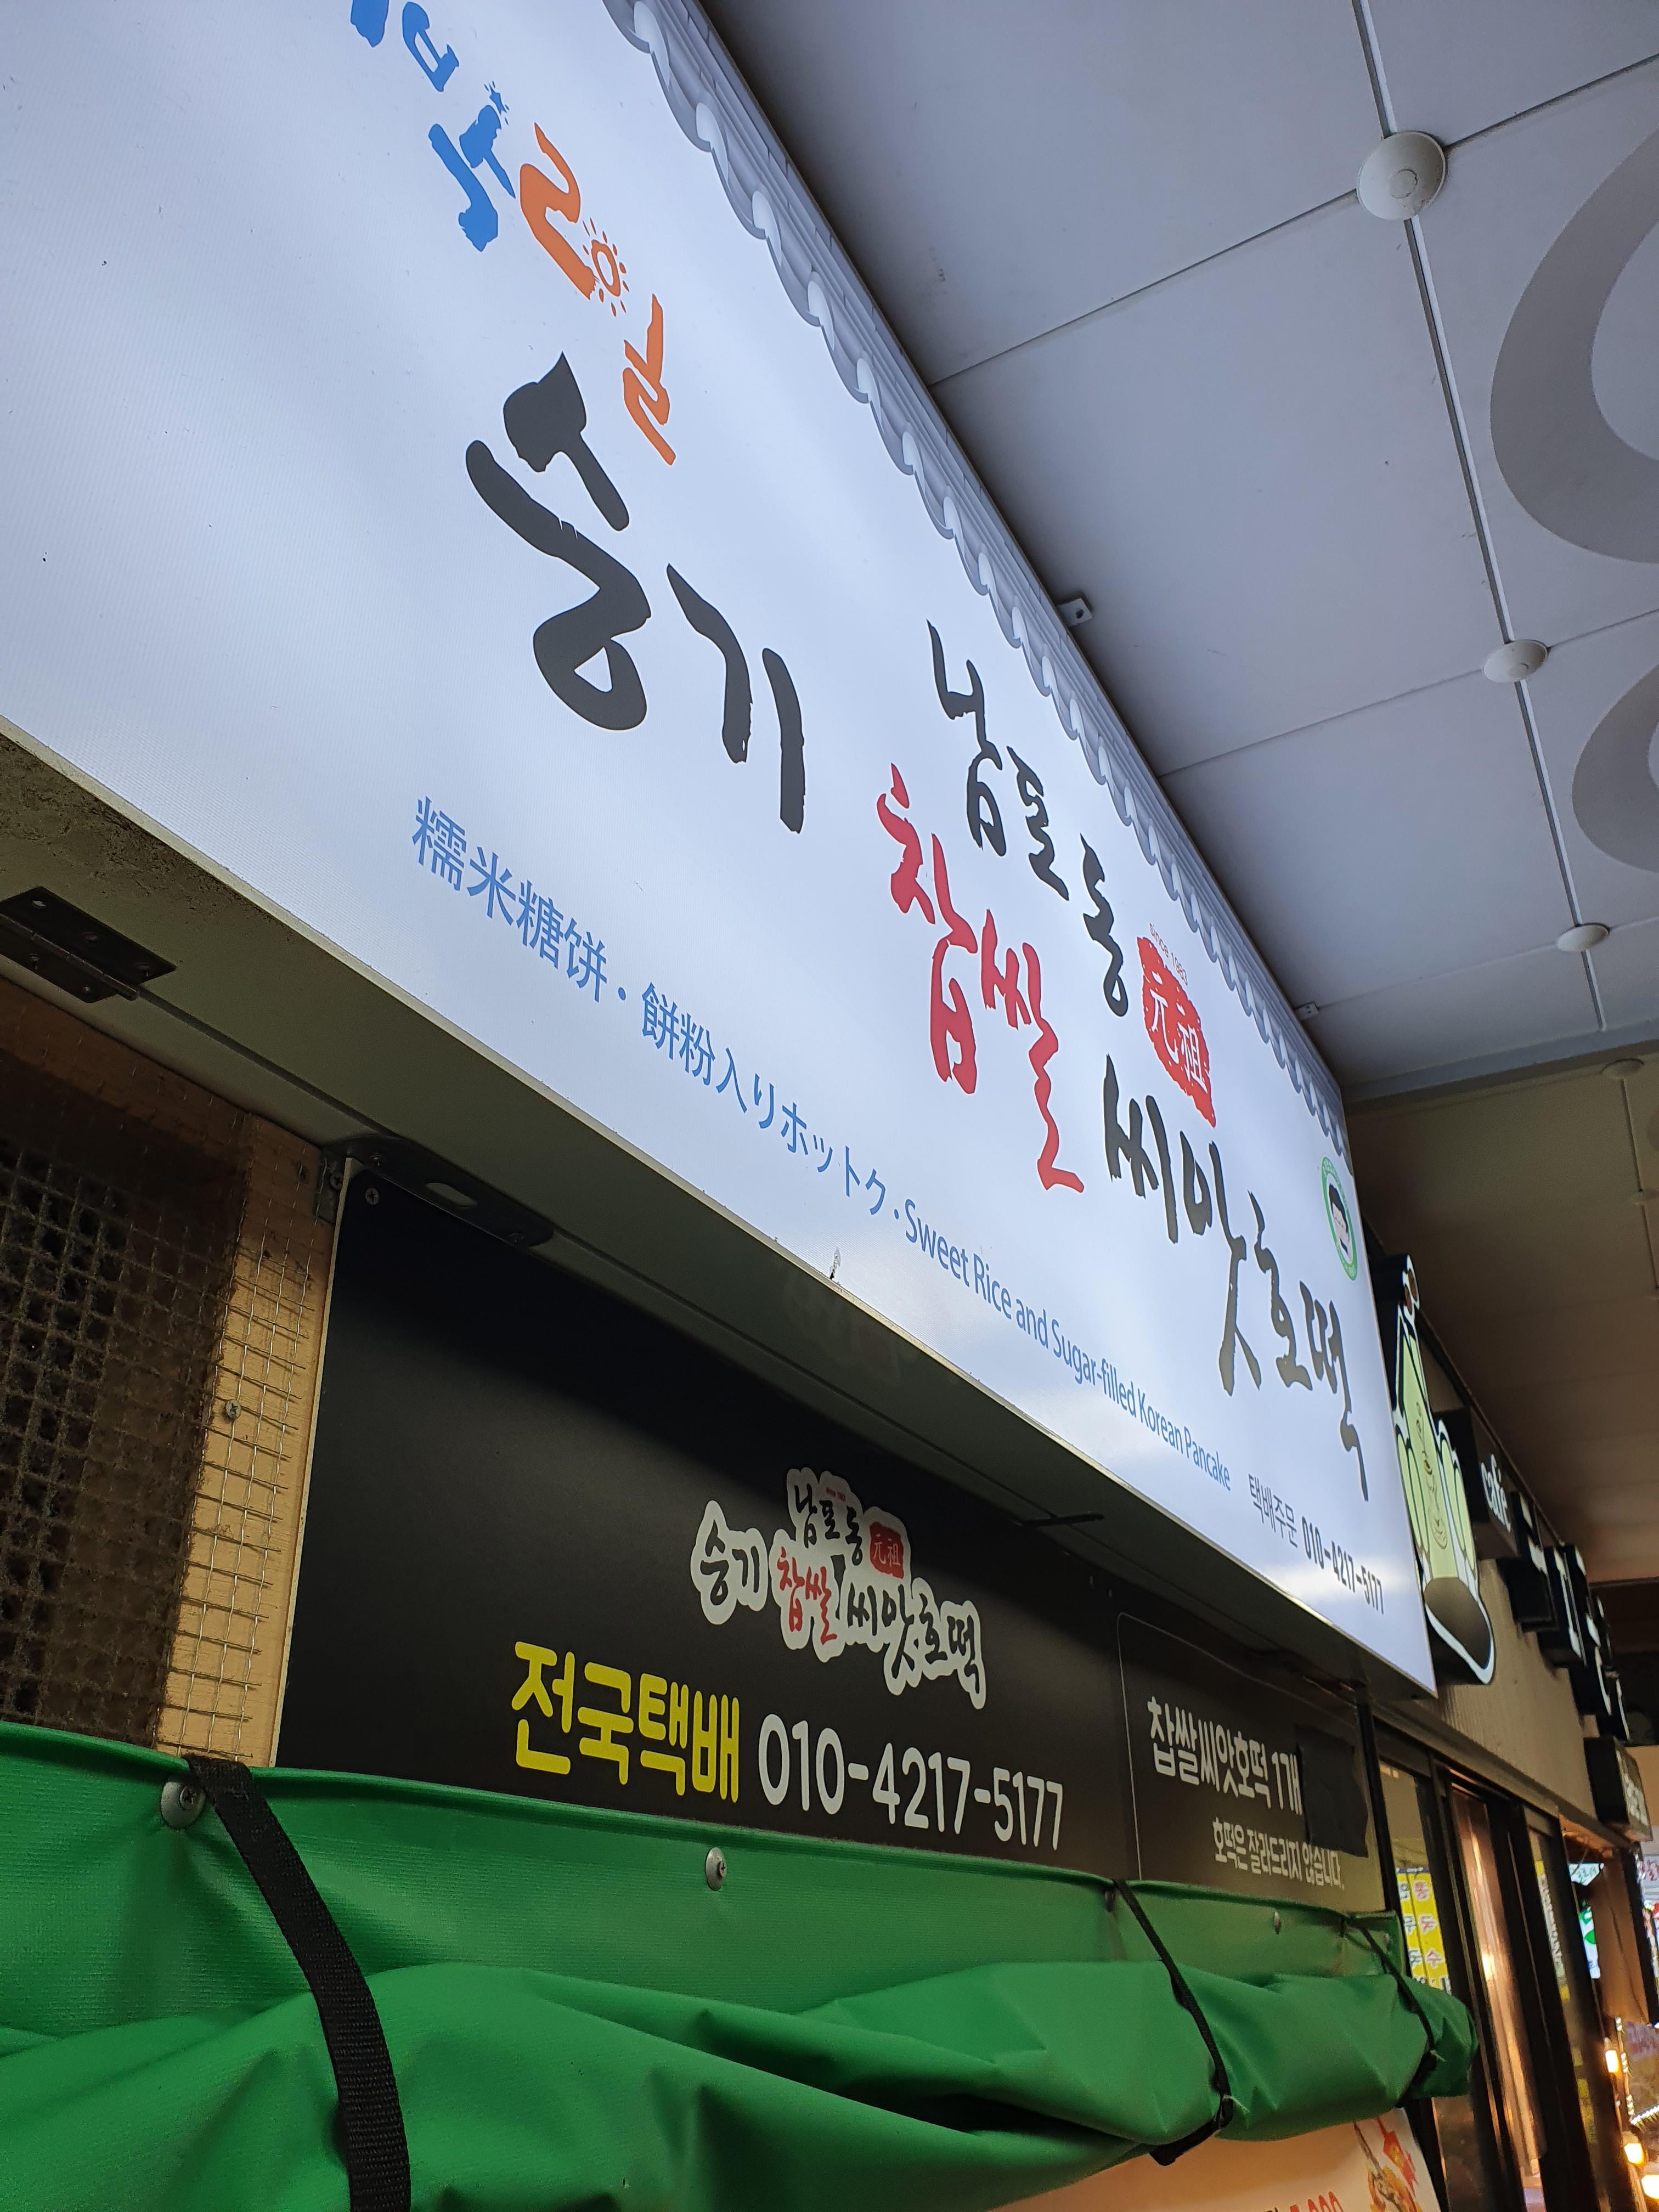 since 1983
남포동 元祖
승기 찹쌀 씨앗호떡
糯米糖饼 · 餅粉入りホットク · Sweet Rice and Sugar-filled Korean Pancake 택배주문 010-4217-5177
남포동 元祖
승기 찹쌀 씨앗호떡
전국택배 010-4217-5177
찹쌀씨앗호떡 1개
호떡은 잘라드리지 않습니다.
cafe